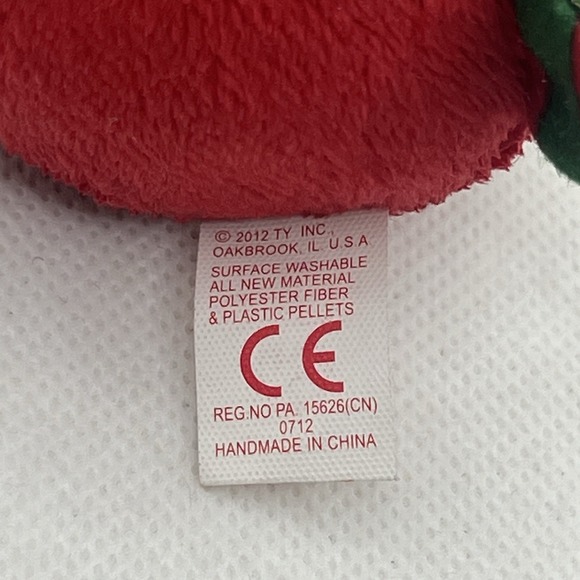 © 2012 TY INC.,
OAKBROOK, IL U.S.A
SURFACE WASHABLE
ALL NEW MATERIAL
POLYESTER FIBER
& PLASTIC PELLETS
CE
REG.NO PA. 15626(CN)
0712
HANDMADE IN CHINA